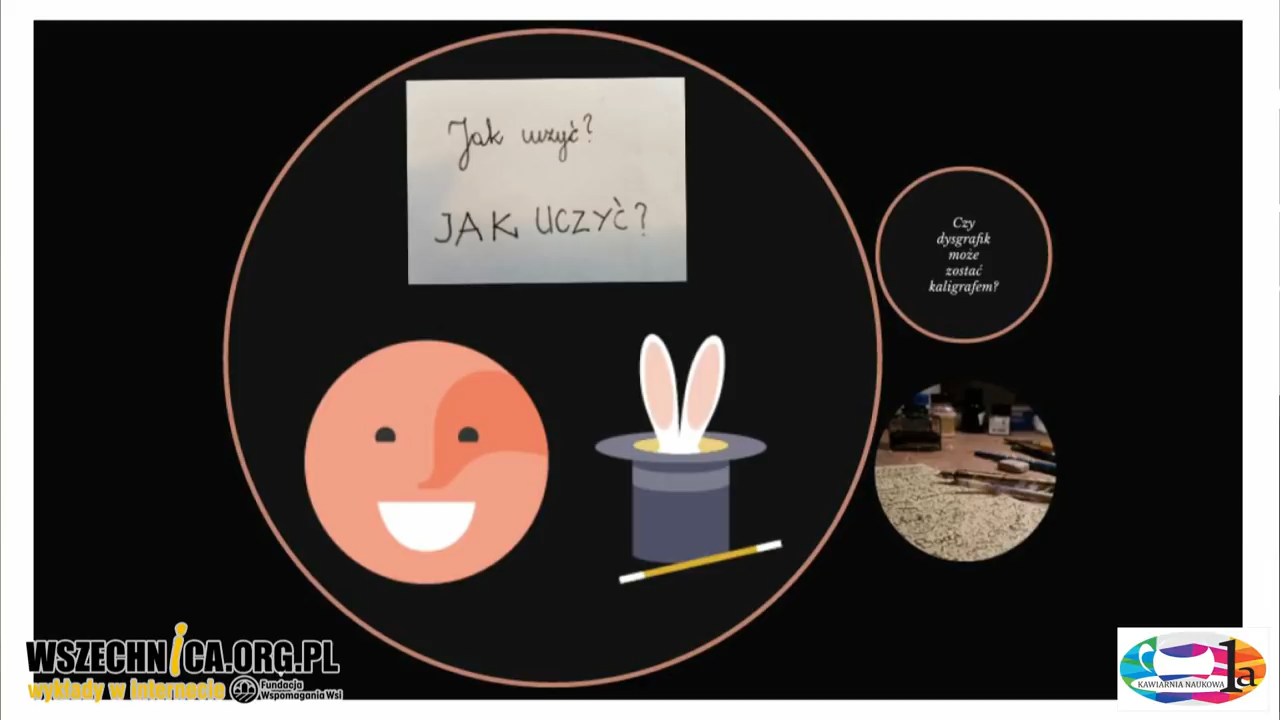 Jak uczyć?
JAK UCZYĆ?
Czy
dysgrafik
może
zostać
kaligrafem?
WSZECHNICA.ORG.PL
wykłady w internecie
Fundacja
Wspomagania Wsi
KAWIARNIA NAUKOWA 1a